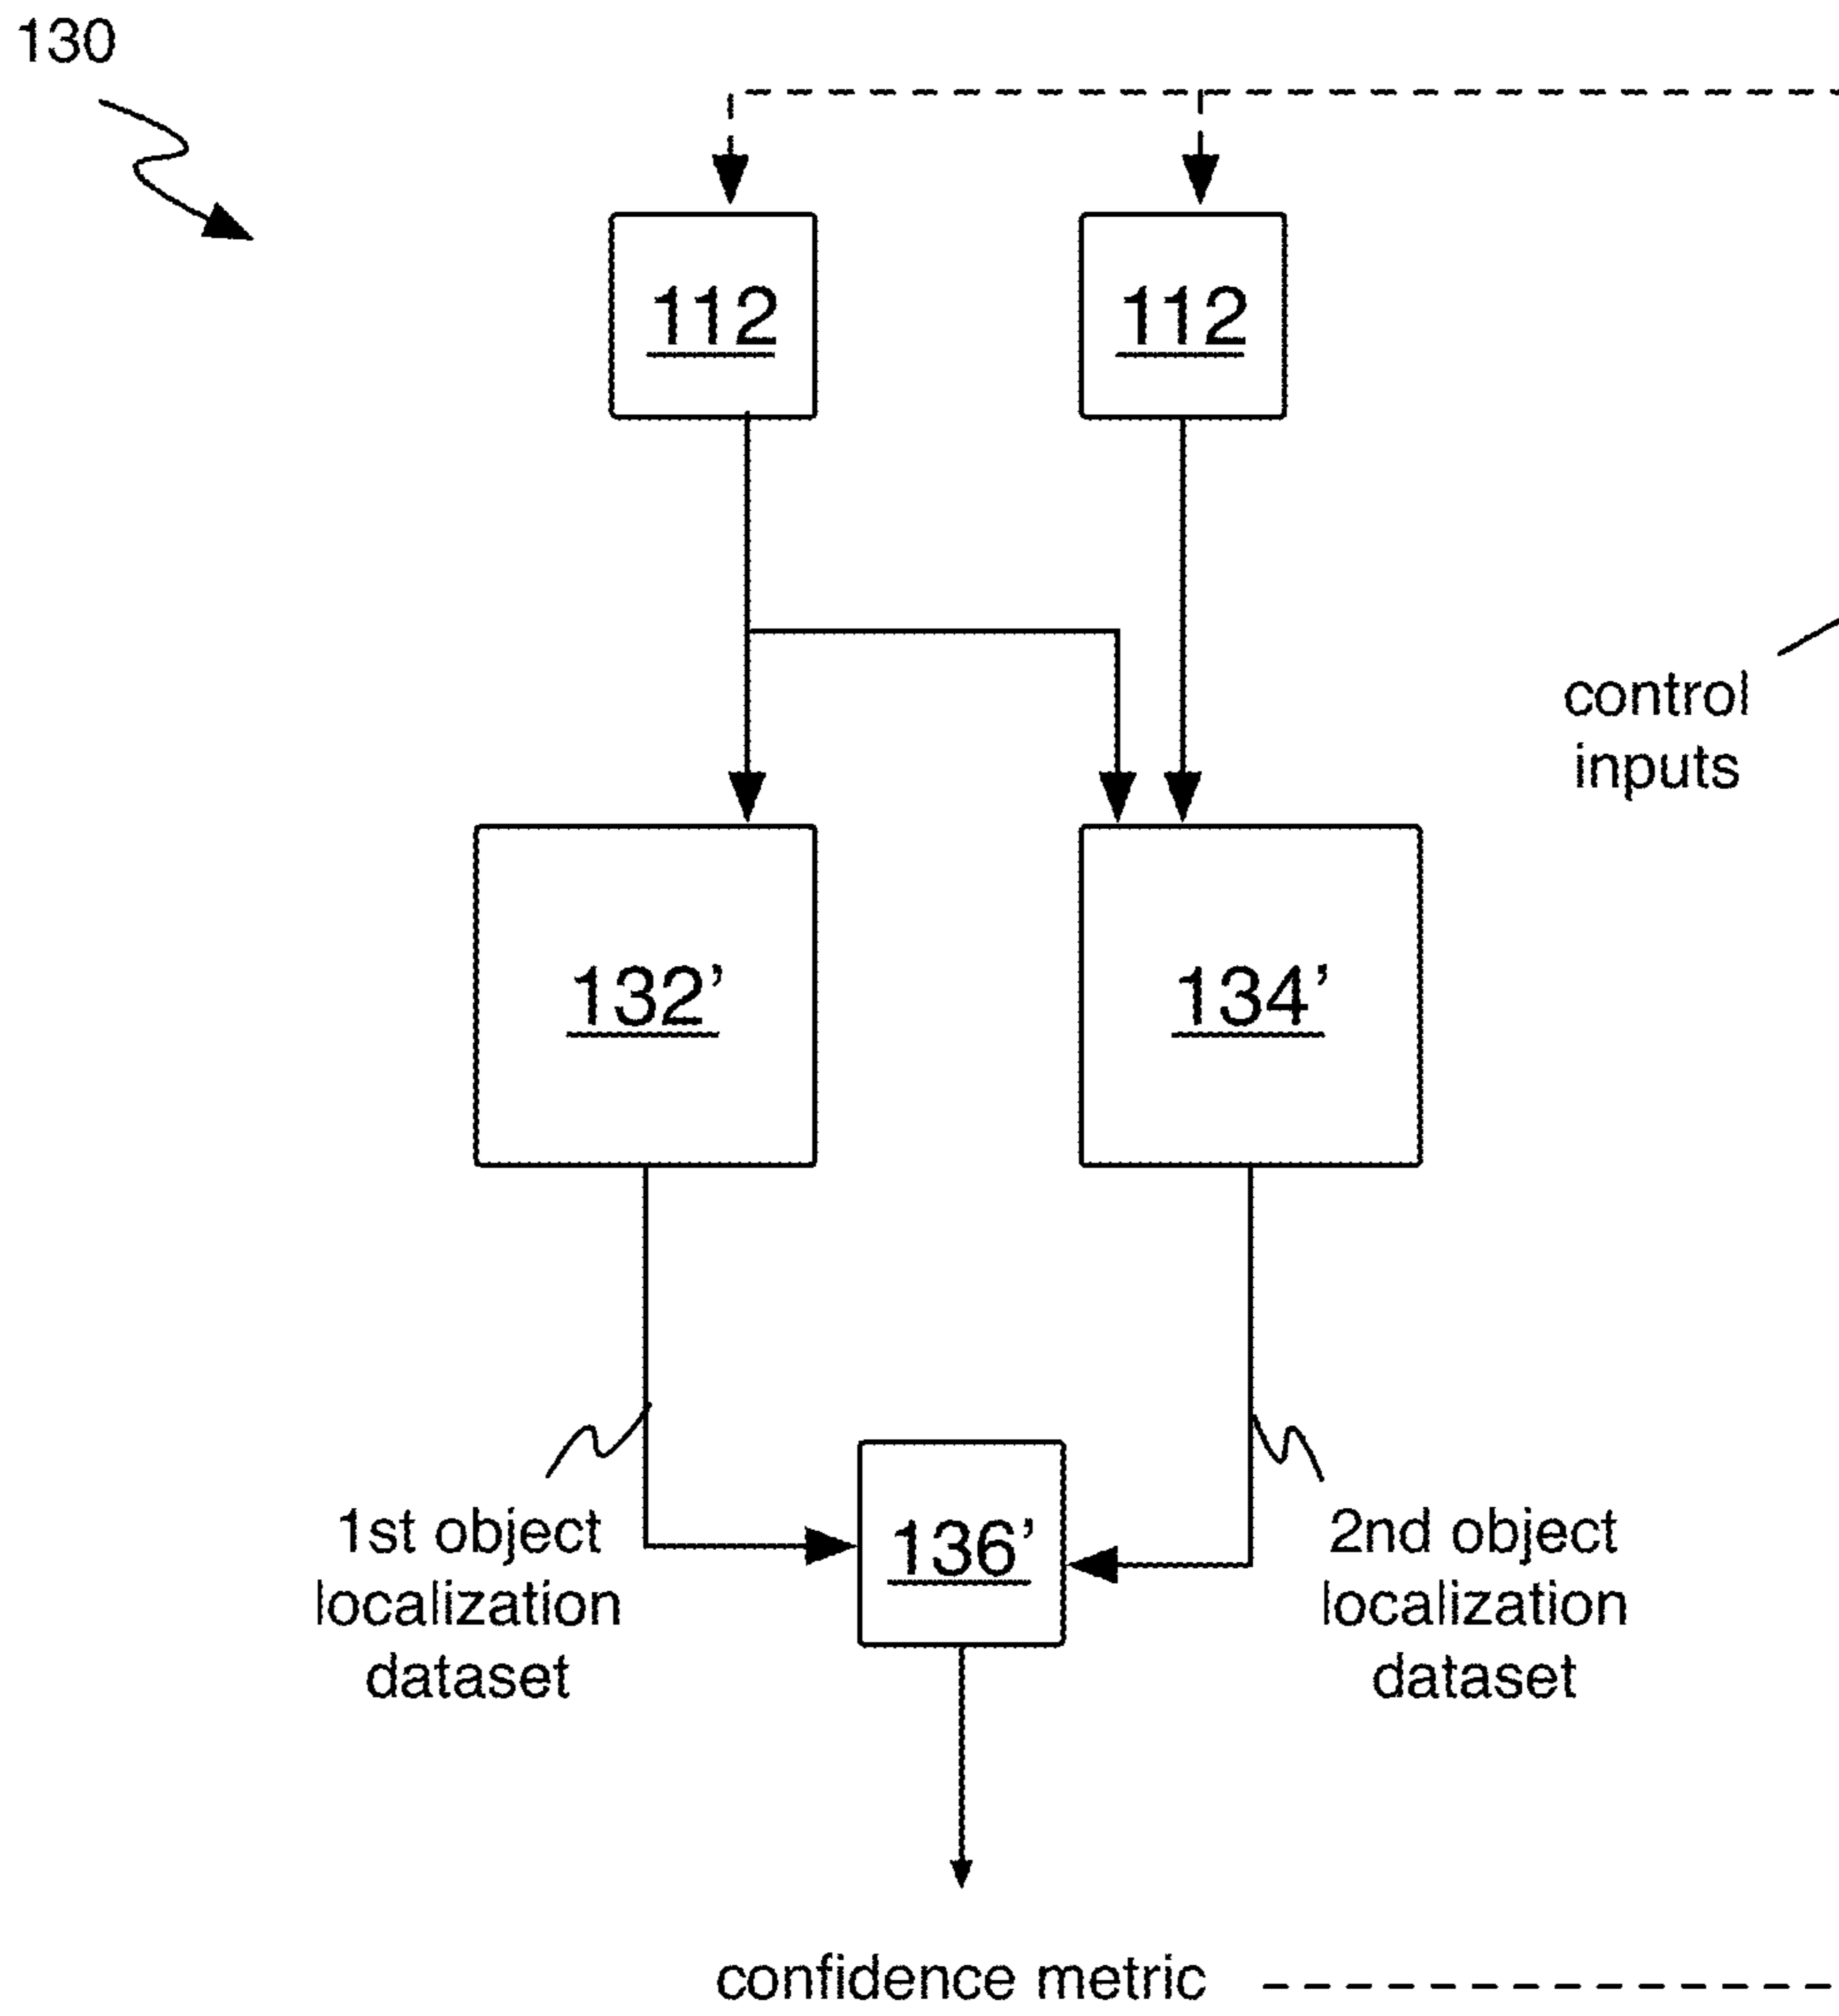 130
112
112
control
inputs
132’
134’
1st object
localization
dataset
136’
2nd object
localization
dataset
confidence metric